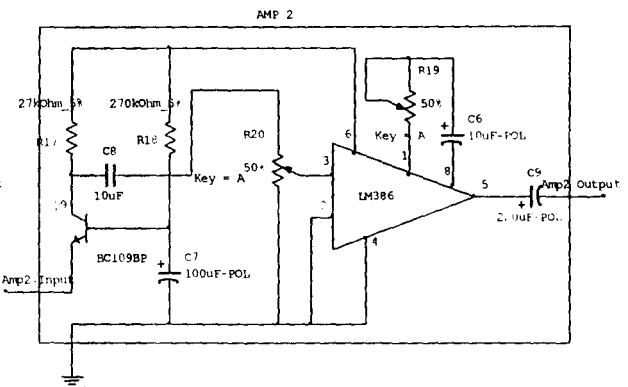 AMP 2
R19
27kOhm_5%
270kOhm_5%
50%
R17
C8
R18
R20
Key = A
C6
10uF-POL
6
10uF
Key = A
50%
3
1
8
LM386
5
C9
Amp2 Output
2
4
BC109BP
C7
100uF-POL
Amp2-Input